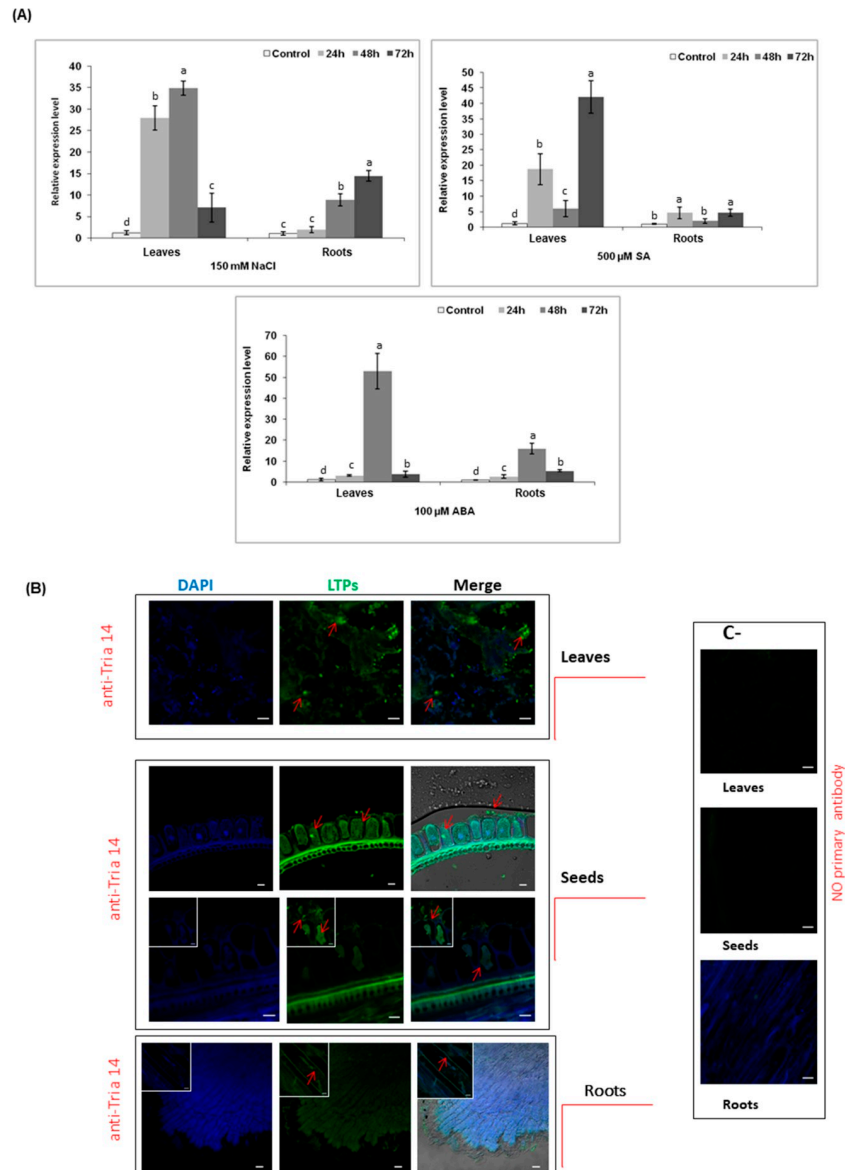 (A)
Control 24h 48h 72h
Relative expression level
40
35
30
25
20
15
10
5
0
d b a c c c b a
Leaves Roots
150 mM NaCl
Control 24h 48h 72h
Relative expression level
50
45
40
35
30
25
20
15
10
5
0
d b c a b a b a
Leaves Roots
500 µM SA
Control 24h 48h 72h
Relative expression level
70
60
50
40
30
20
10
0
d c a b d c a b
Leaves Roots
100 µM ABA
(B)
DAPI LTPs Merge
anti-Tria 14
Leaves
anti-Tria 14
Seeds
anti-Tria 14
Roots
C-
Leaves
Seeds
Roots
NO primary antibody